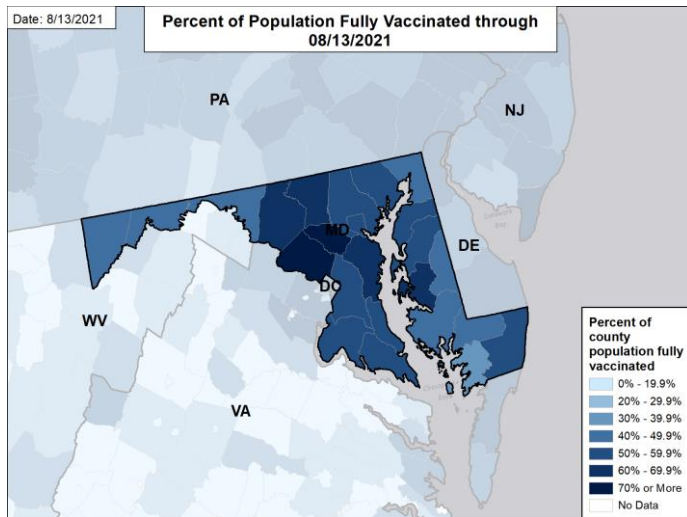 Date: 8/13/2021
Percent of Population Fully Vaccinated through
08/13/2021
PA
NJ
MD
DE
Delaware
Bay
DC
WV
VA
Percent of
county
population fully
vaccinated
0% - 19.9%
20% - 29.9%
30% - 39.9%
40% - 49.9%
50% - 59.9%
60% - 69.9%
70% or More
No Data